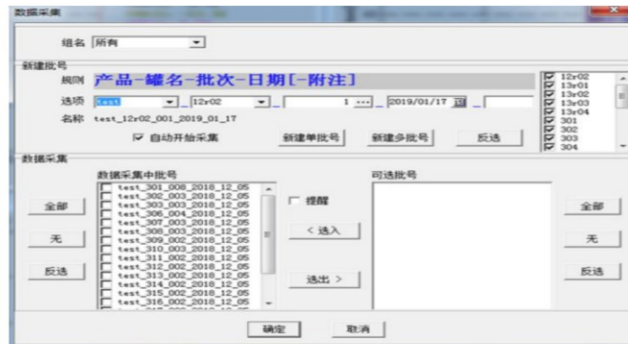 数据采集
组名 所有
新建批号
规则 产品-罐名-批次-日期[-附注]
选项 test _ 12r02 _ 1 ... _ 2019/01/17 _
名称 test_12r02_001_2019_01_17
自动开始采集 新建单批号 新建多批号 反选
12r02
13r01
13r02
13r03
13r04
301
302
303
304
数据采集
数据采集中批号
全部
无
反选
test_301_008_2018_12_05
test_302_003_2018_12_05
test_303_003_2018_12_05
test_306_004_2018_12_05
test_307_003_2018_12_05
test_308_003_2018_12_05
test_309_002_2018_12_05
test_310_003_2018_12_05
test_311_002_2018_12_05
test_312_002_2018_12_05
test_313_002_2018_12_05
test_314_002_2018_12_05
test_315_002_2018_12_05
test_316_002_2018_12_05
提醒
< 选入
选出 >
可选批号
全部
无
反选
确定 取消